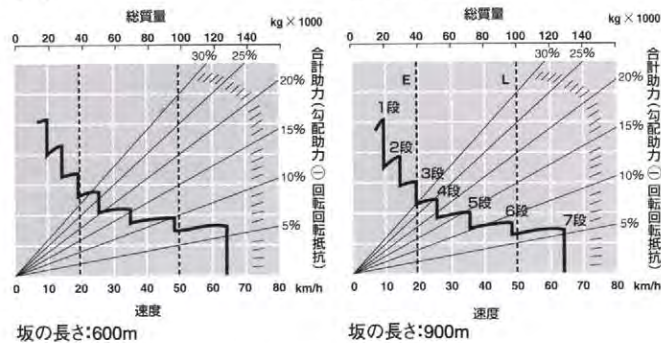 総質量
kg×1000
0 20 40 60 80 100 120 140 160
30% 25%
20%
15%
10%
5%
合計助力(勾配助力㊀回転回転抵抗)
0 10 20 30 40 50 60 70 80 km/h
速度
坂の長さ:600m
総質量
kg×1000
0 20 40 60 80 100 120 130 160
30% 25%
E L
20%
1段
2段
15%
3段
4段
10%
5段
6段
7段
5%
合計助力(勾配助力㊀回転回転抵抗)
0 10 20 30 40 50 60 70 80 km/h
速度
坂の長さ:900m